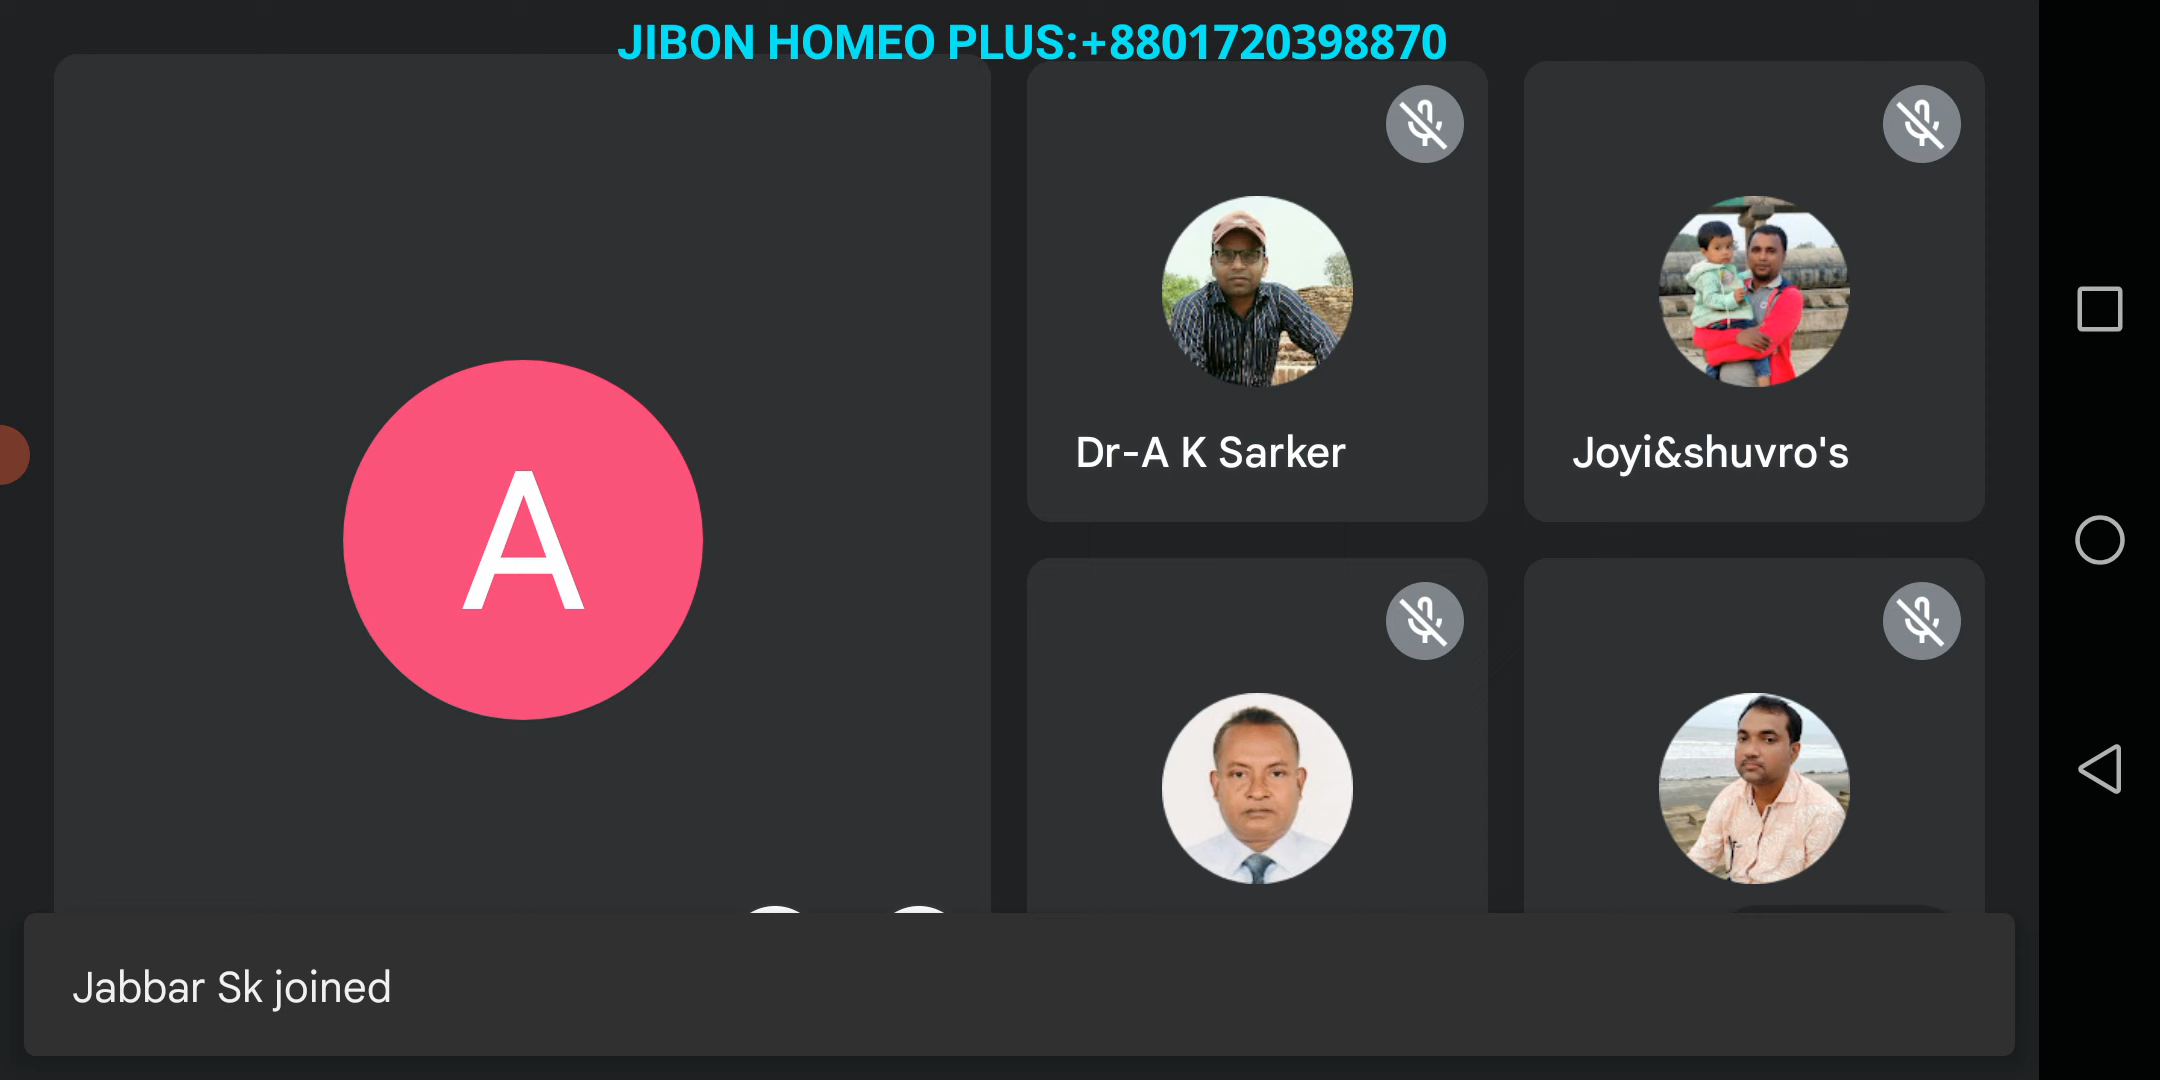 JIBON HOMEO PLUS:+8801720398870
A
Dr-A K Sarker
Joyi&shuvro's
Jabbar Sk joined